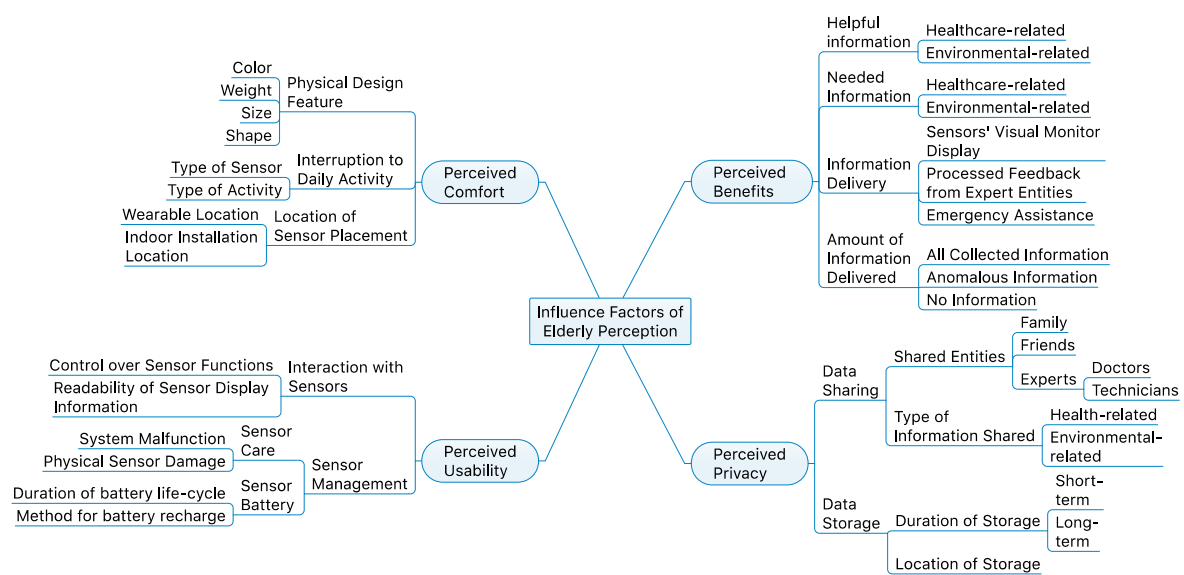 Influence Factors of
Elderly Perception
Perceived
Comfort
Physical Design
Feature
Color
Weight
Size
Shape
Interruption to
Daily Activity
Type of Sensor
Type of Activity
Location of
Sensor Placement
Wearable Location
Indoor Installation
Location
Perceived
Benefits
Helpful
information
Healthcare-related
Environmental-related
Needed
Information
Healthcare-related
Environmental-related
Information
Delivery
Sensors' Visual Monitor
Display
Processed Feedback
from Expert Entities
Emergency Assistance
Amount of
Information
Delivered
All Collected Information
Anomalous Information
No Information
Perceived
Usability
Interaction with
Sensors
Control over Sensor Functions
Readability of Sensor Display
Information
Sensor
Management
Sensor
Care
System Malfunction
Physical Sensor Damage
Sensor
Battery
Duration of battery life-cycle
Method for battery recharge
Perceived
Privacy
Data
Sharing
Shared Entities
Family
Friends
Experts
Doctors
Technicians
Type of
Information Shared
Health-related
Environmental-
related
Data
Storage
Duration of Storage
Short-
term
Long-
term
Location of Storage